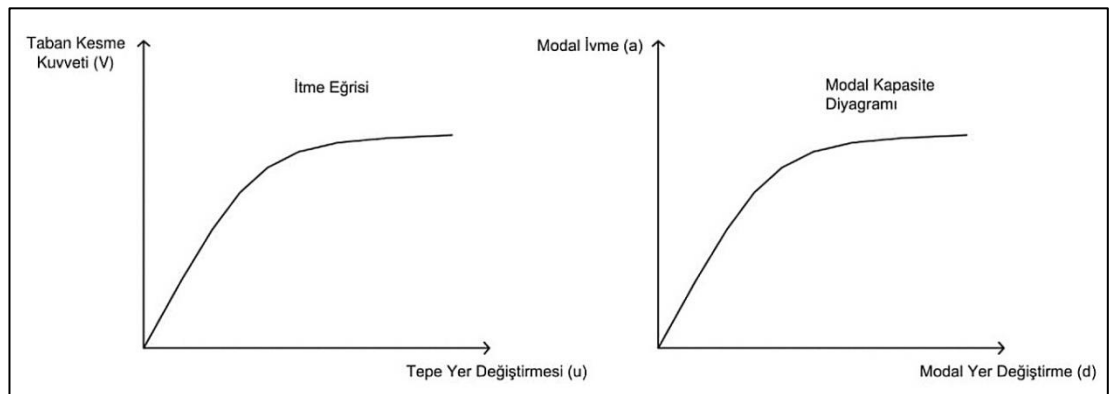 Taban Kesme
Kuvveti (V)
İtme Eğrisi
Tepe Yer Değiştirmesi (u)
Modal İvme (a)
Modal Kapasite
Diyagramı
Modal Yer Değiştirme (d)